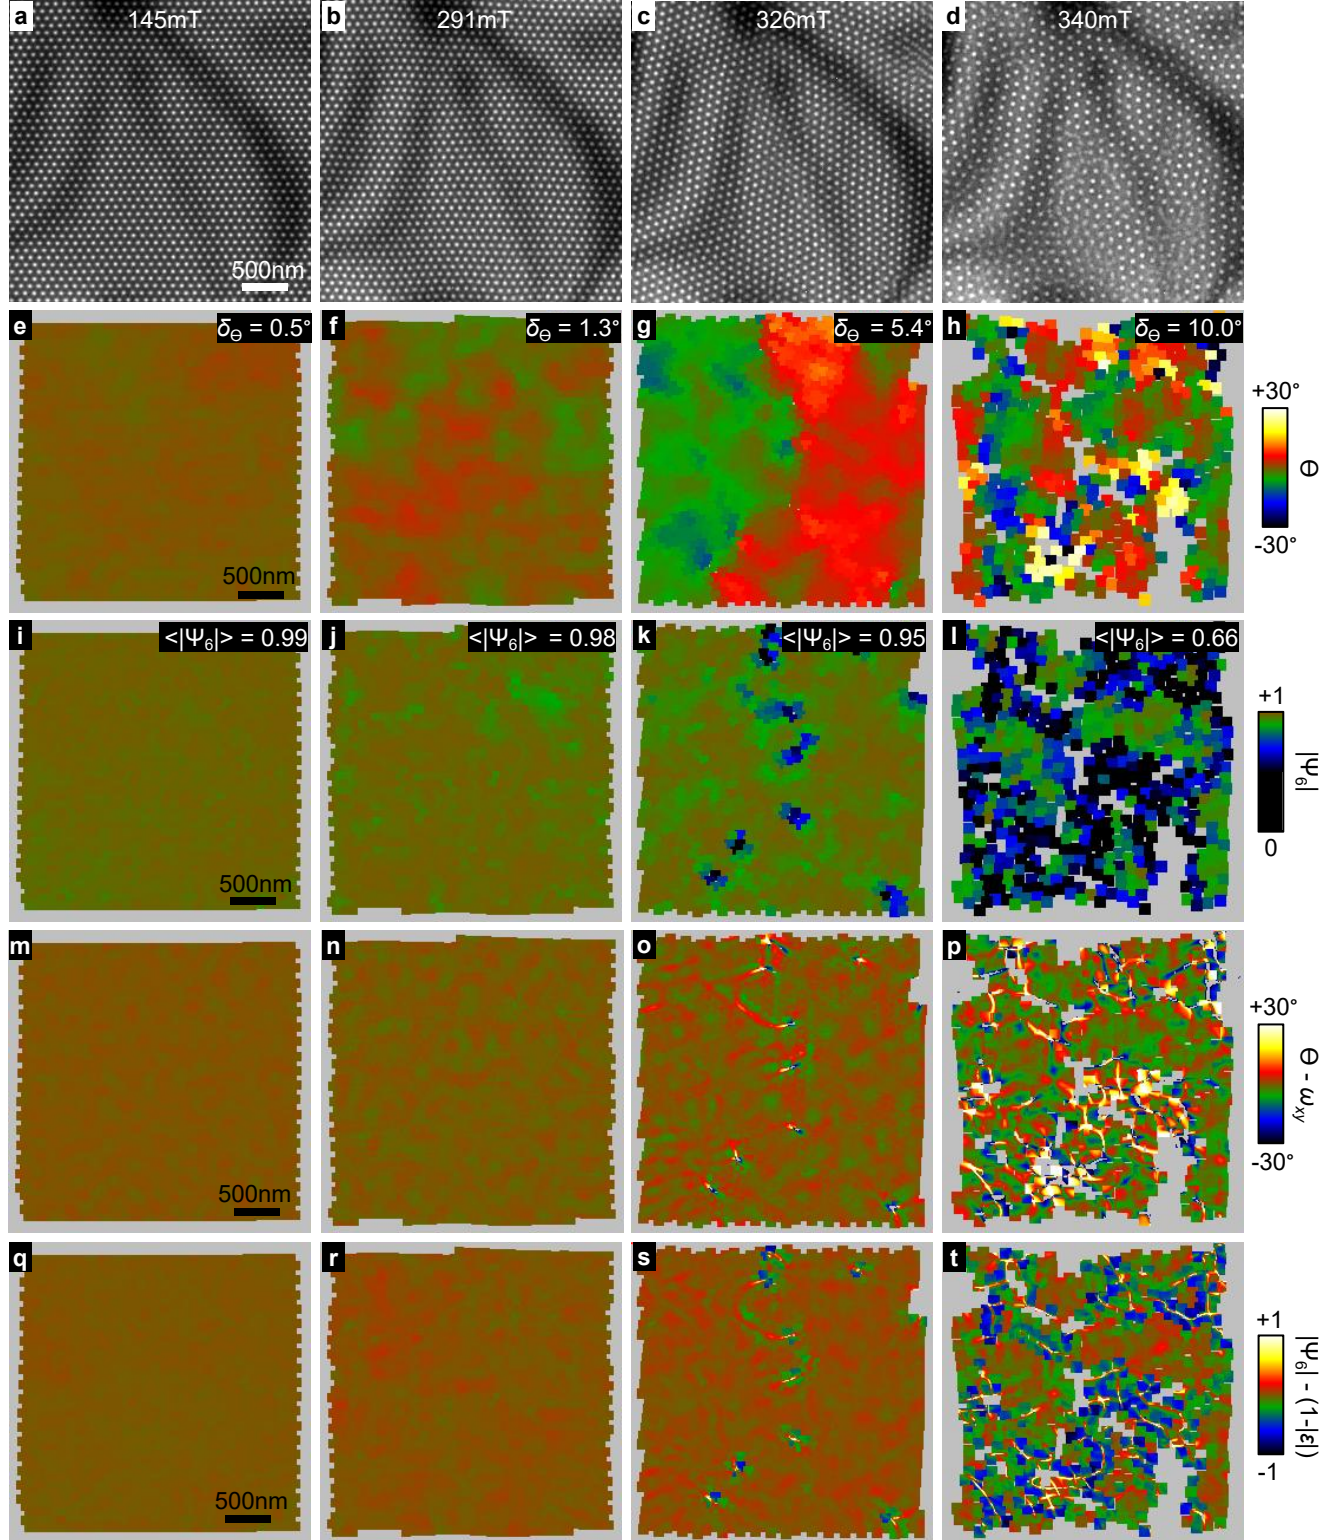 a 145mT b 291mT c 326mT d 340mT
500nm
e δΘ = 0.5° f δΘ = 1.3° g δΘ = 5.4° h δΘ = 10.0°
+30°
Θ
-30°
500nm
i <|Ψ6|> = 0.99 j <|Ψ6|> = 0.98 k <|Ψ6|> = 0.95 l <|Ψ6|> = 0.66
+1
|Ψ6|
0
500nm
m n o p
+30°
Θ - ωxy
-30°
500nm
q r s t
+1
|Ψ6| - (1-|ε|)
-1
500nm